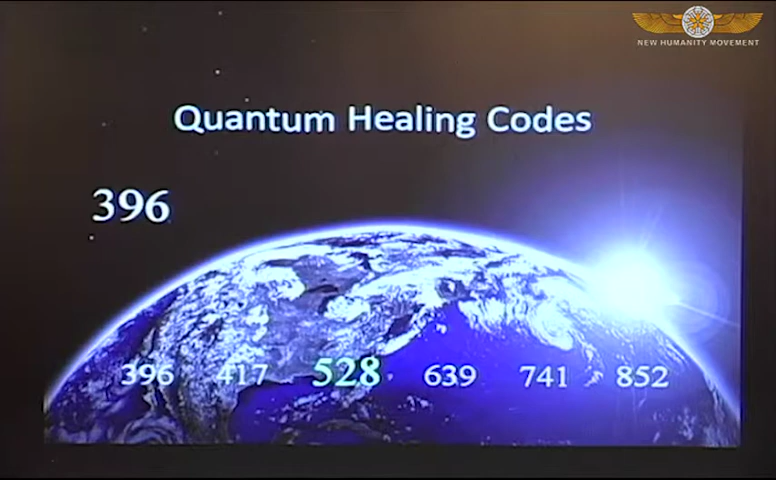 NEW HUMANITY MOVEMENT
Quantum Healing Codes
396
396 417 528 639 741 852